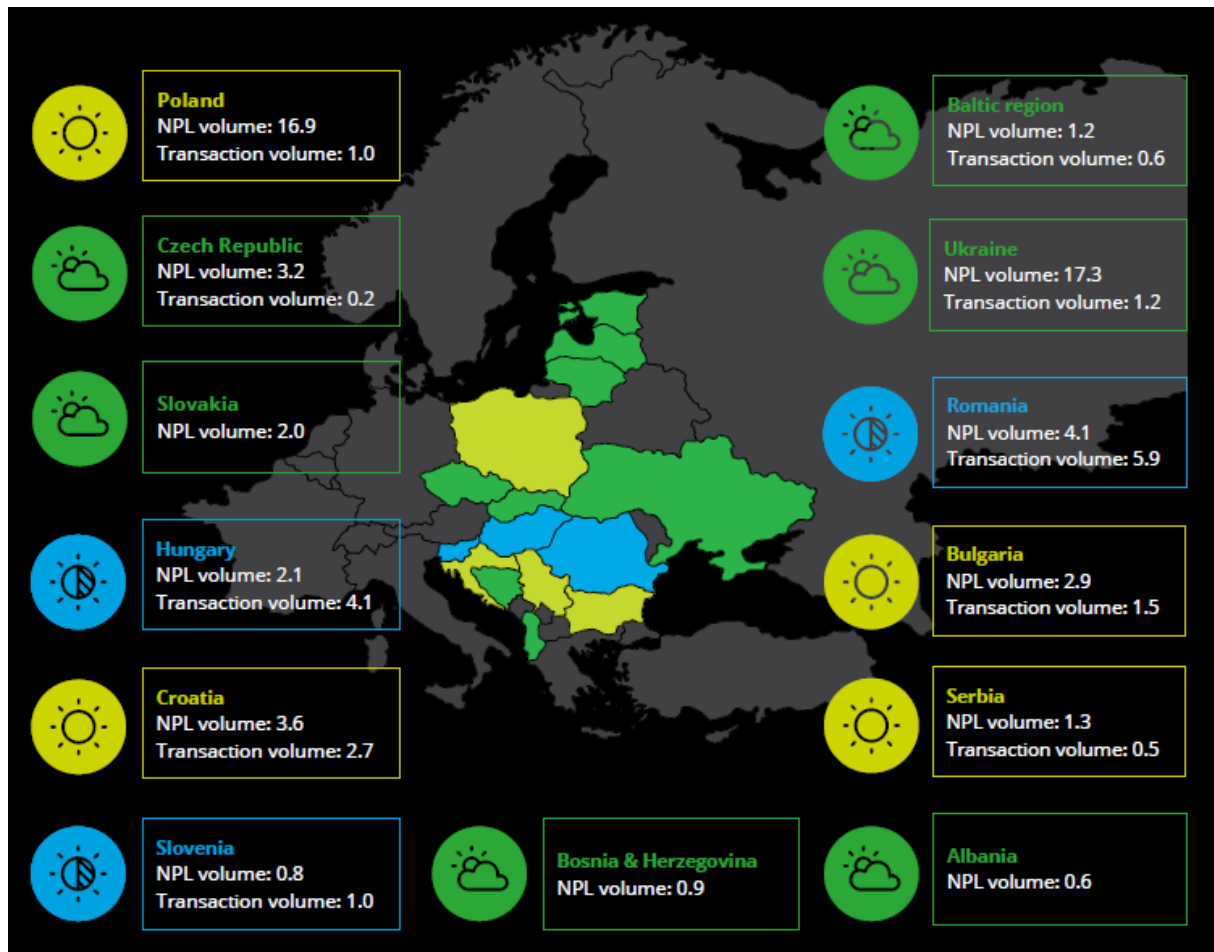 Poland
NPL volume: 16.9
Transaction volume: 1.0
Czech Republic
NPL volume: 3.2
Transaction volume: 0.2
Slovakia
NPL volume: 2.0
Hungary
NPL volume: 2.1
Transaction volume: 4.1
Croatia
NPL volume: 3.6
Transaction volume: 2.7
Slovenia
NPL volume: 0.8
Transaction volume: 1.0
Bosnia & Herzegovina
NPL volume: 0.9
Baltic region
NPL volume: 1.2
Transaction volume: 0.6
Ukraine
NPL volume: 17.3
Transaction volume: 1.2
Romania
NPL volume: 4.1
Transaction volume: 5.9
Bulgaria
NPL volume: 2.9
Transaction volume: 1.5
Serbia
NPL volume: 1.3
Transaction volume: 0.5
Albania
NPL volume: 0.6